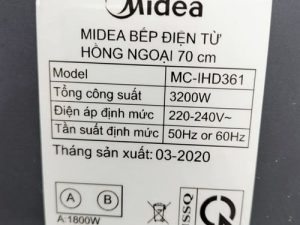 Midea
MIDEA BẾP ĐIỆN TỪ
HỒNG NGOẠI 70 cm
Model MC-IHD361
Tổng công suất 3200W
Điện áp định mức 220-240V~
Tần suất định mức 50Hz or 60Hz
Tháng sản xuất: 03-2020
A B
A:1800W